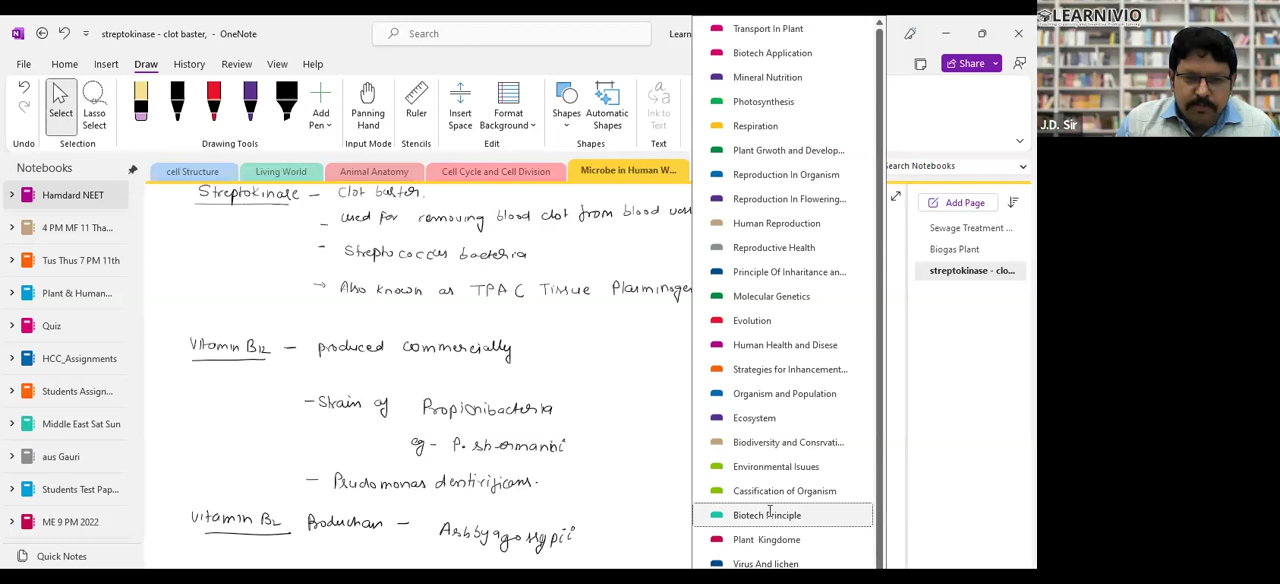 LEARNIVIO
streptokinase - clot baster, - OneNote
Search
Learn
File Home Insert Draw History Review View Help
Share
Undo
Select
Lasso Select
Add Pen
Panning Hand
Ruler
Insert Space
Format Background
Shapes
Automatic Shapes
Ink to Text
Undo Selection Drawing Tools Input Mode Stencils Edit Text
J.D. Sir
Notebooks
cell Structure Living World Animal Anatomy Cell Cycle and Cell Division Microbe in Human W...
Search Notebooks
Hamdard NEET
4 PM MF 11 Tha...
Tus Thus 7 PM 11th
Plant & Human...
Quiz
HCC_Assignments
Students Assign...
Middle East Sat Sun
aus Gauri
Students Test Pap...
ME 9 PM 2022
Quick Notes
Streptokinase – Clot baster.
– used for removing blood clot from blood
- Streptococcus bacteria
→ Also known as TPA C Tissue
Vitamin B12 – produced commercially
– Strain of Propionibacteria
eg – P. shermanii
–
Vitamin B2 –
Transport In Plant
Biotech Application
Mineral Nutrition
Photosynthesis
Respiration
Plant Grwoth and Develop...
Reproduction In Organism
Reproduction In Flowering...
Human Reproduction
Reproductive Health
Principle Of Inheritance an...
Molecular Genetics
Evolution
Human Health and Disese
Strategies for Inhancement...
Organism and Population
Ecosystem
Biodiversity and Consrvati...
Environmental Isuues
Cassification of Organism
Biotech Principle
Plant Kingdome
Virus And lichen
Add Page
Sewage Treatment ...
Biogas Plant
streptokinase - clo...